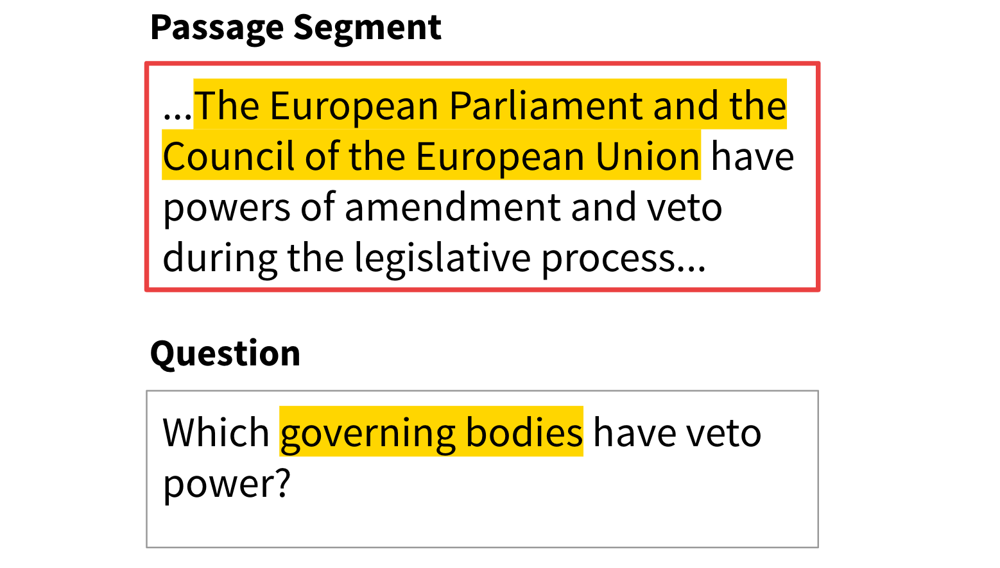 Passage Segment
...The European Parliament and the
Council of the European Union have
powers of amendment and veto
during the legislative process...
Question
Which governing bodies have veto
power?